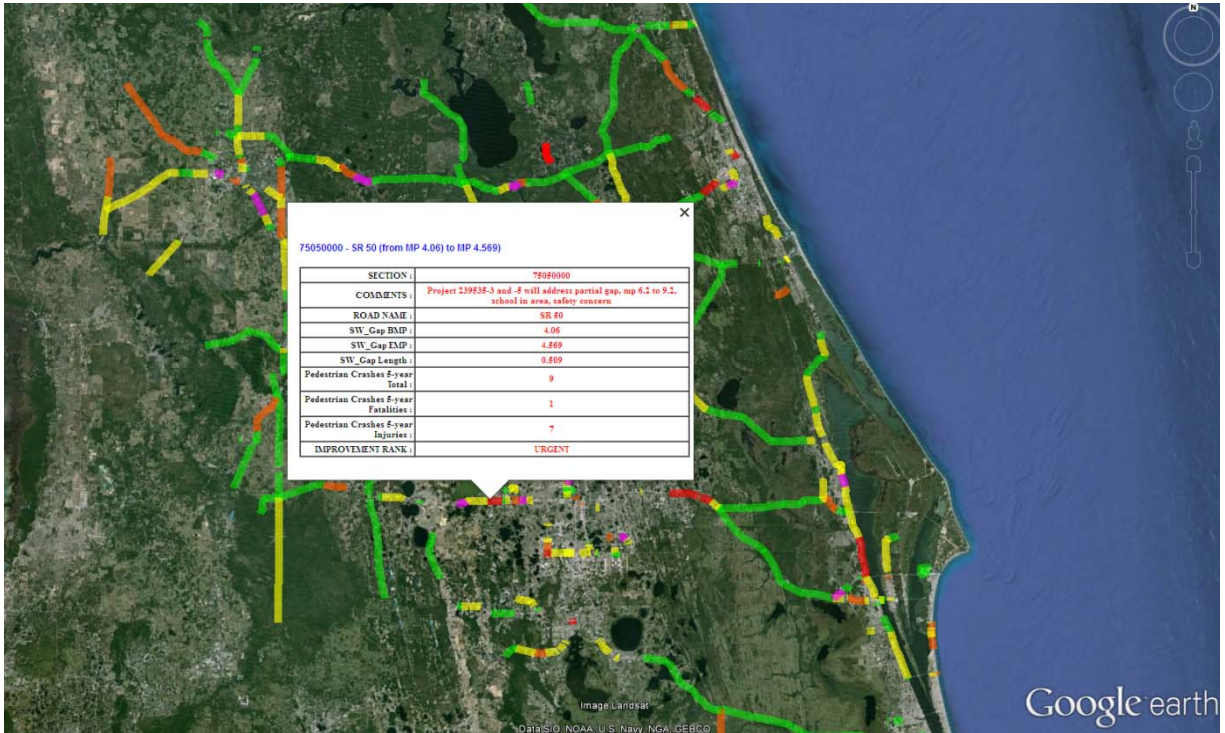 N
×
75050000 - SR 50 (from MP 4.06) to MP 4.569)
SECTION : 75050000
COMMENTS : Project 239535-3 and -5 will address partial gap, mp 6.2 to 9.2,
school in area, safety concern
ROAD NAME : SR 50
SW_Gap BMP : 4.06
SW_Gap EMP : 4.569
SW_Gap Length : 0.509
Pedestrian Crashes 5-year
Total : 9
Pedestrian Crashes 5-year
Fatalities : 1
Pedestrian Crashes 5-year
Injuries : 7
IMPROVEMENT RANK : URGENT
Image Landsat
Data SIO, NOAA, U.S. Navy, NGA, GEBCO
Google earth